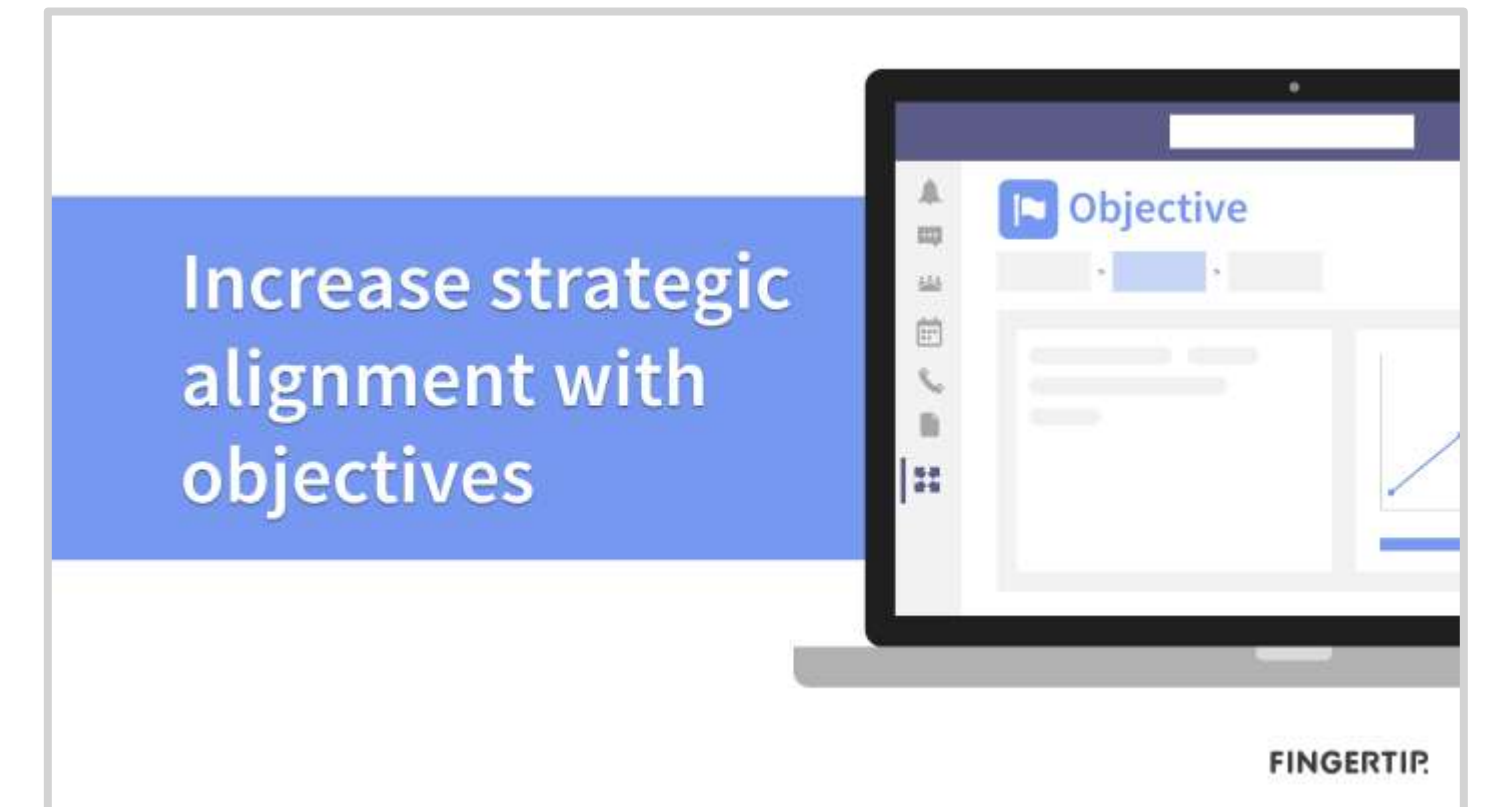 Increase strategic
alignment with
objectives
Objective
FINGERTIP.